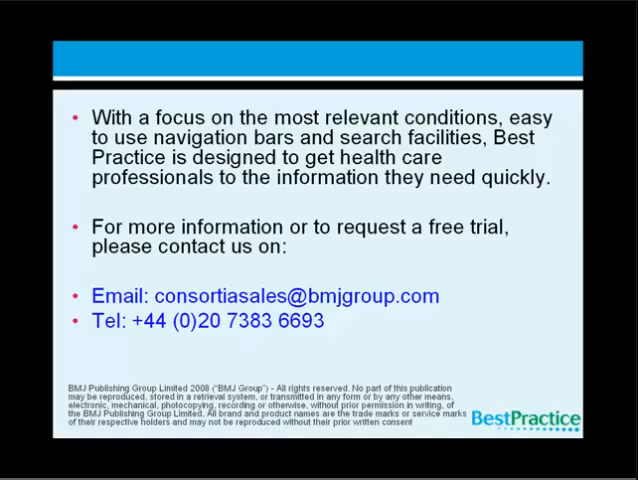 With a focus on the most relevant conditions, easy
to use navigation bars and search facilities, Best
Practice is designed to get health care
professionals to the information they need quickly.
For more information or to request a free trial,
please contact us on:
Email: consortiasales@bmjgroup.com
Tel: +44 (0)20 7383 6693
BMJ Publishing Group Limited 2008 ("BMJ Group") - All rights reserved. No part of this publication
may be reproduced, stored in a retrieval system, or transmitted in any form or by any other means,
electronic, mechanical, photocopying, recording or otherwise, without prior permission in writing, of
the BMJ Publishing Group Limited. All brand and product names are the trade marks or service marks
of their respective holders and may not be reproduced without their prior written consent
BestPractice